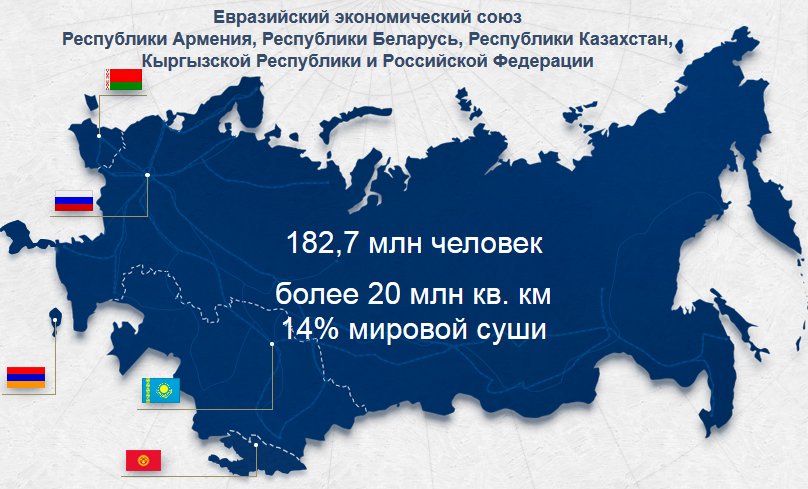 Евразийский экономический союз
Республики Армения, Республики Беларусь, Республики Казахстан,
Кыргызской Республики и Российской Федерации
182,7 млн человек
более 20 млн кв. км
14% мировой суши